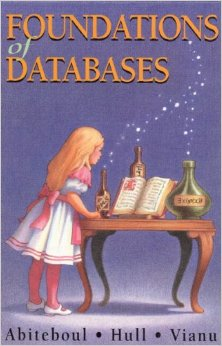 FOUNDATIONS
of
DATABASES
Abiteboul • Hull • Vianu